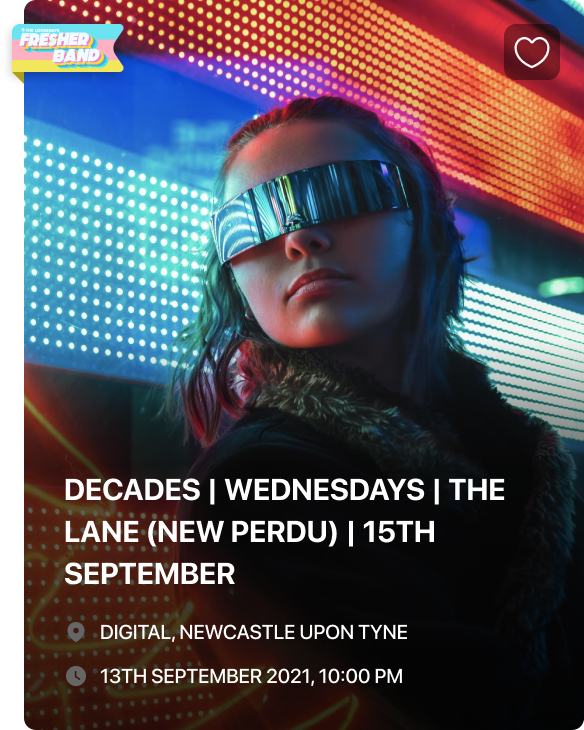 FRESHER
BAND
DECADES | WEDNESDAYS | THE
LANE (NEW PERDU) | 15TH
SEPTEMBER
DIGITAL, NEWCASTLE UPON TYNE
13TH SEPTEMBER 2021, 10:00 PM